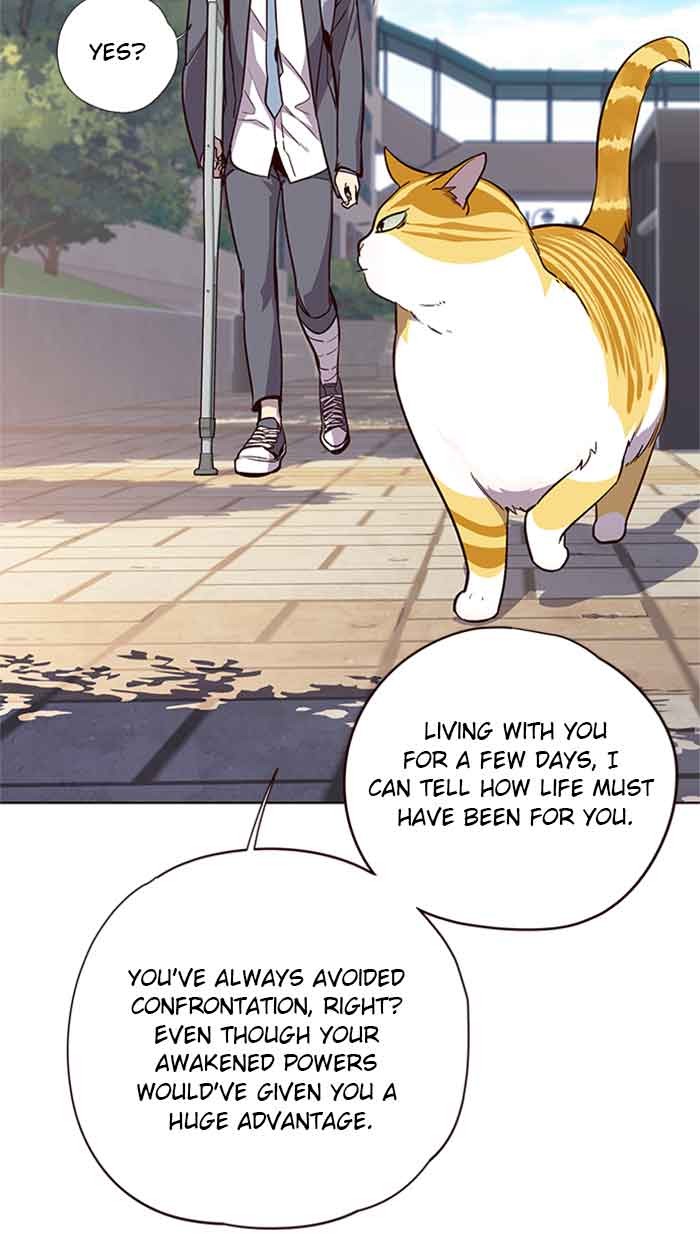 YES?
LIVING WITH YOU
FOR A FEW DAYS, I
CAN TELL HOW LIFE MUST
HAVE BEEN FOR YOU.
YOU'VE ALWAYS AVOIDED
CONFRONTATION, RIGHT?
EVEN THOUGH YOUR
AWAKENED POWERS
WOULD'VE GIVEN YOU A
HUGE ADVANTAGE.